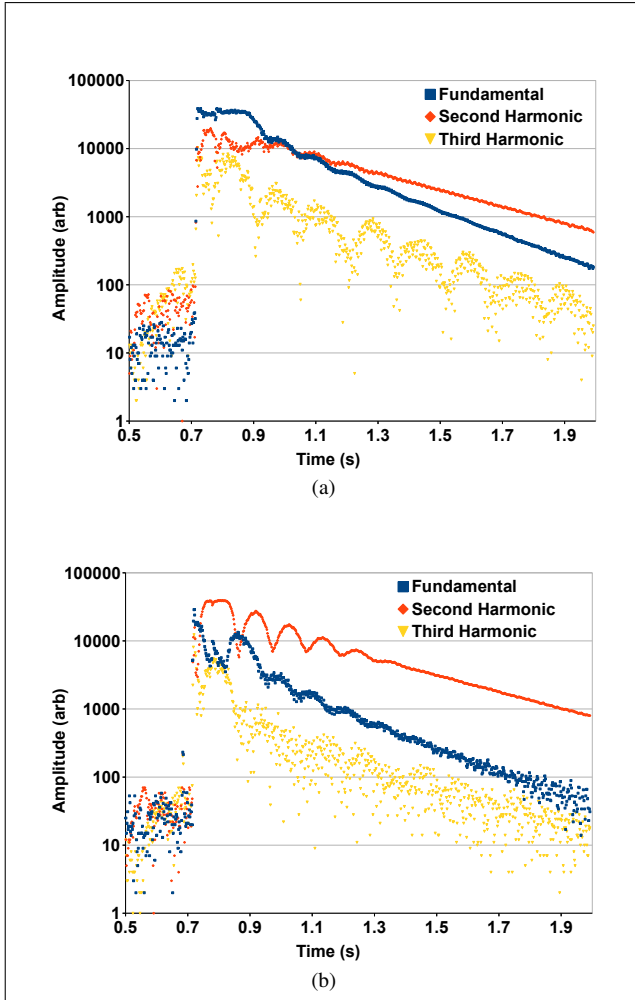 100000
10000
1000
100
10
1
Amplitude (arb)
Fundamental
Second Harmonic
Third Harmonic
0.5 0.7 0.9 1.1 1.3 1.5 1.7 1.9
Time (s)
(a)
100000
10000
1000
100
10
1
Amplitude (arb)
Fundamental
Second Harmonic
Third Harmonic
0.5 0.7 0.9 1.1 1.3 1.5 1.7 1.9
Time (s)
(b)